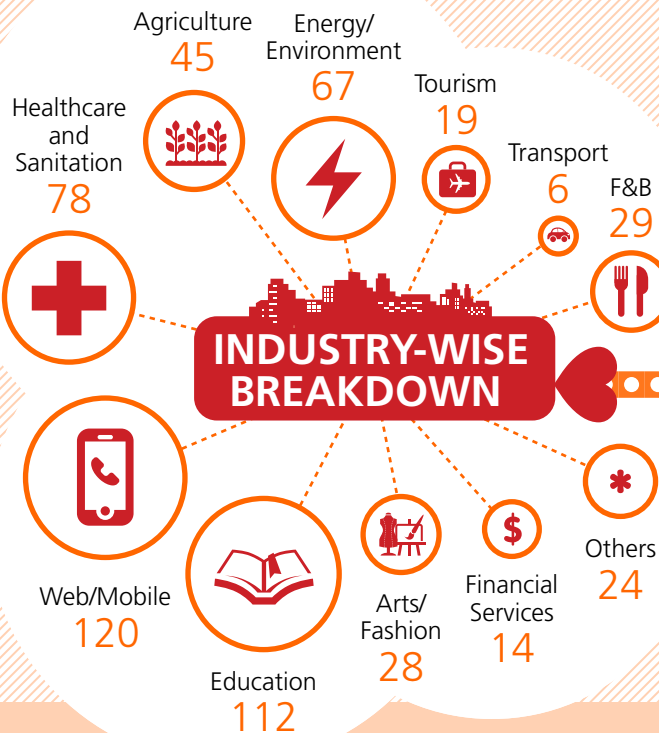 Agriculture
45
Energy/
Environment
67
Tourism
19
Transport
6
F&B
29
Healthcare
and
Sanitation
78
INDUSTRY-WISE
BREAKDOWN
$
Web/Mobile
120
Education
112
Arts/
Fashion
28
Financial
Services
14
Others
24